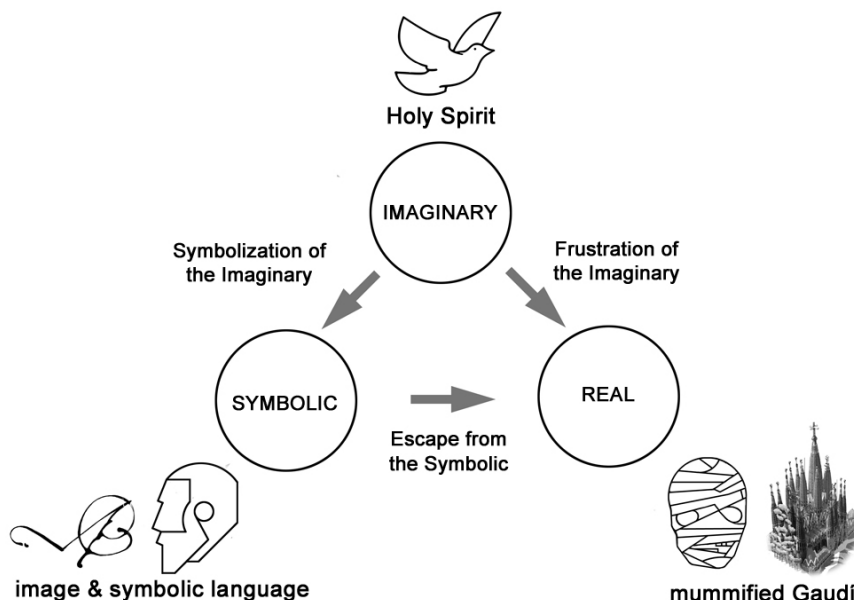 Holy Spirit
IMAGINARY
Symbolization of
the Imaginary
Frustration of
the Imaginary
SYMBOLIC
REAL
Escape from
the Symbolic
image & symbolic language
mummified Gaudí